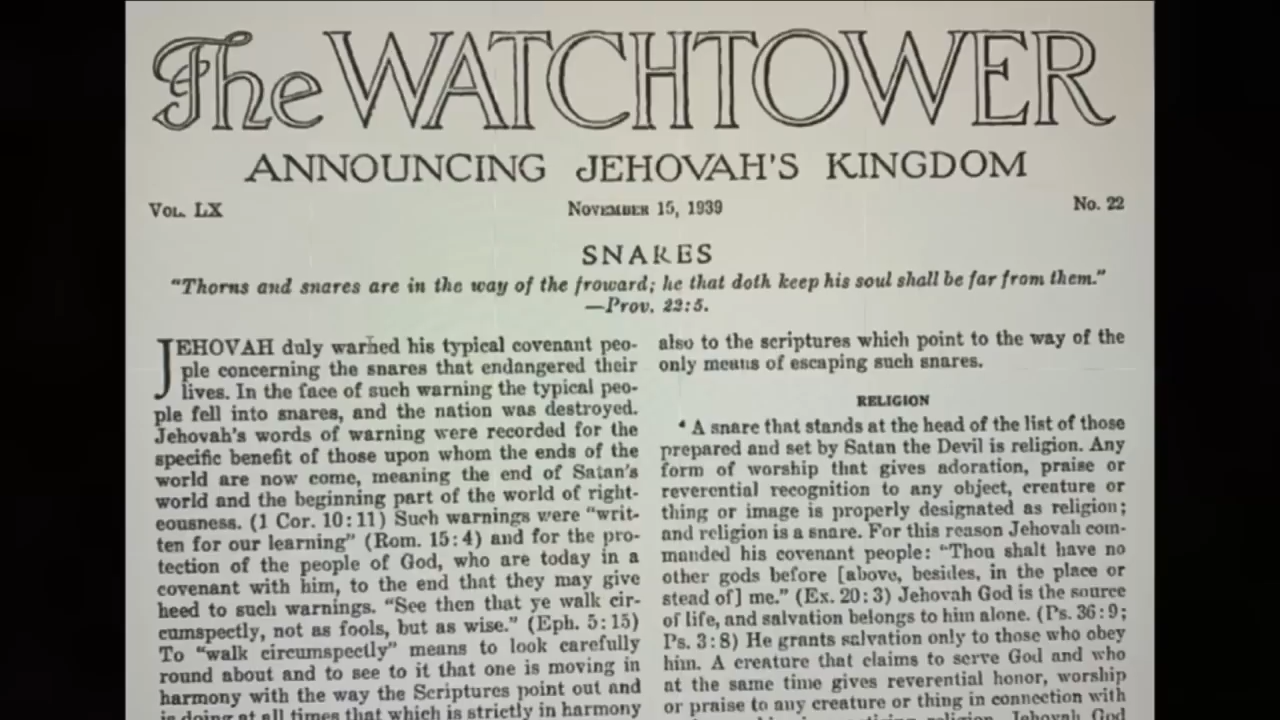 The WATCHTOWER
ANNOUNCING JEHOVAH'S KINGDOM
VOL. LX NOVEMBER 15, 1939 No. 22
SNARES
"Thorns and snares are in the way of the froward; he that doth keep his soul shall be far from them."
—Prov. 22:5.
JEHOVAH duly warned his typical covenant peo-
ple concerning the snares that endangered their
lives. In the face of such warning the typical peo-
ple fell into snares, and the nation was destroyed.
Jehovah's words of warning were recorded for the
specific benefit of those upon whom the ends of the
world are now come, meaning the end of Satan's
world and the beginning part of the world of right-
eousness. (1 Cor. 10:11) Such warnings were "writ-
ten for our learning" (Rom. 15:4) and for the pro-
tection of the people of God, who are today in a
covenant with him, to the end that they may give
heed to such warnings. "See then that ye walk cir-
cumspectly, not as fools, but as wise." (Eph. 5:15)
To "walk circumspectly" means to look carefully
round about and to see to it that one is moving in
harmony with the way the Scriptures point out and
is doing at all times that which is strictly in harmony
also to the scriptures which point to the way of the
only means of escaping such snares.
RELIGION
A snare that stands at the head of the list of those
prepared and set by Satan the Devil is religion. Any
form of worship that gives adoration, praise or
reverential recognition to any object, creature or
thing or image is properly designated as religion;
and religion is a snare. For this reason Jehovah com-
manded his covenant people: "Thou shalt have no
other gods before [above, besides, in the place or
stead of] me." (Ex. 20:3) Jehovah God is the source
of life, and salvation belongs to him alone. (Ps. 36:9;
Ps. 3:8) He grants salvation only to those who obey
him. A creature that claims to serve God and who
at the same time gives reverential honor, worship
or praise to any creature or thing in connection with
religion. Jehovah God